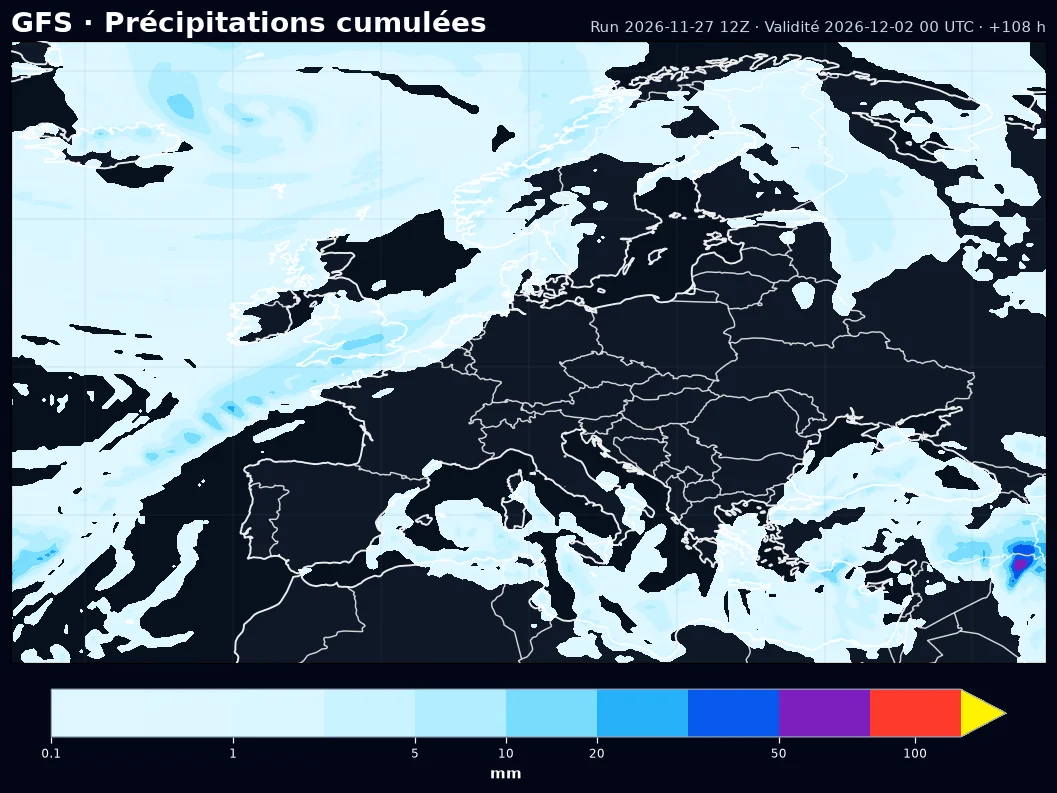 GFS · Précipitations cumulées
Run 2026-11-27 12Z · Validité 2026-12-02 00 UTC · +108 h
0.1 1 5 10 20 50 100
mm